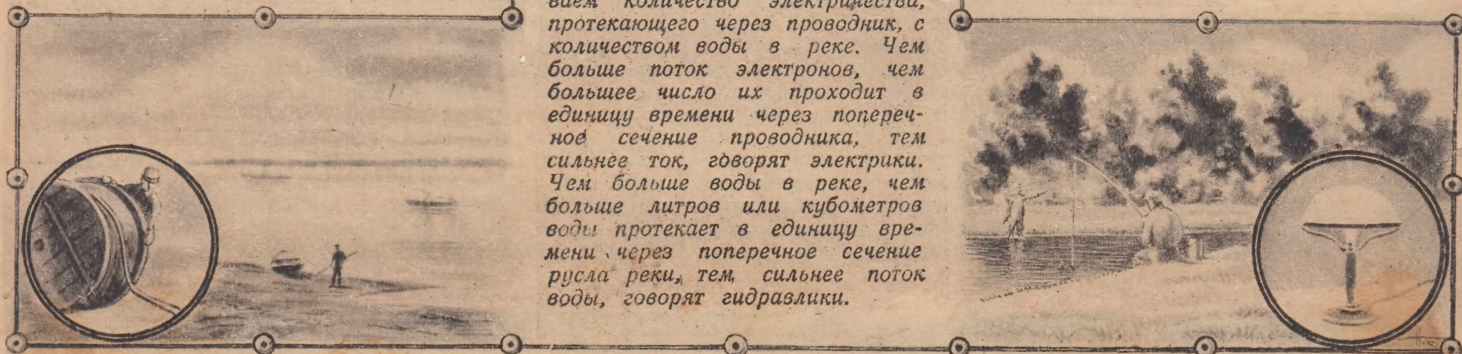 ваем количество электричества,
протекающего через проводник, с
количеством воды в реке. Чем
больше поток электронов, чем
большее число их проходит в
единицу времени через попереч-
ное сечение проводника, тем
сильнее ток, говорят электрики.
Чем больше воды в реке, чем
больше литров или кубометров
воды протекает в единицу вре-
мени через поперечное сечение
русла реки, тем сильнее поток
воды, говорят гидравлики.